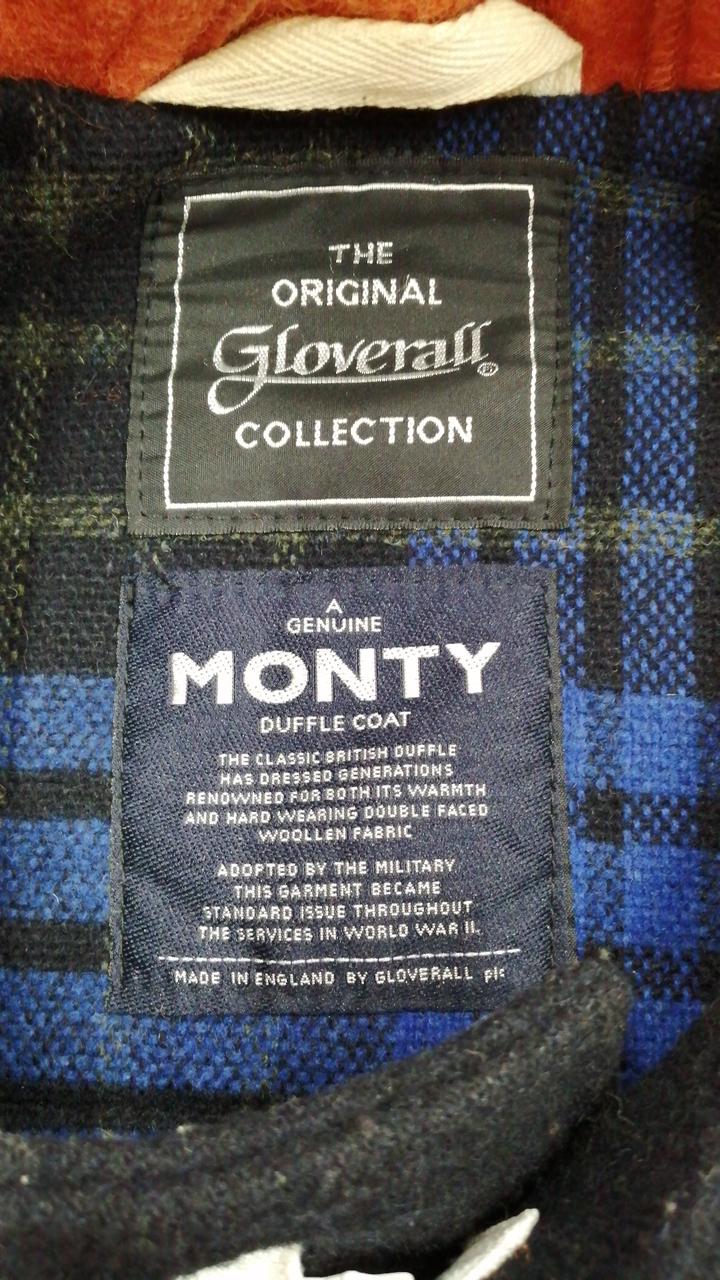 THE
ORIGINAL
Gloverall®
COLLECTION
A
GENUINE
MONTY
DUFFLE COAT
THE CLASSIC BRITISH DUFFLE
HAS DRESSED GENERATIONS
RENOWNED FOR BOTH ITS WARMTH
AND HARD WEARING DOUBLE FACED
WOOLLEN FABRIC
ADOPTED BY THE MILITARY
THIS GARMENT BECAME
STANDARD ISSUE THROUGHOUT
THE SERVICES IN WORLD WAR II.
MADE IN ENGLAND BY GLOVERALL plc